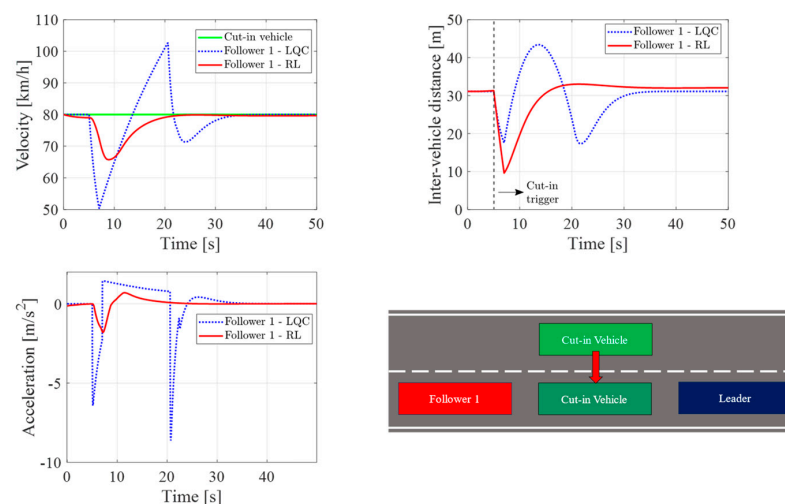 110
100
90
80
70
60
50
0
10
20
30
40
50
Velocity [km/h]
Time [s]
Cut-in vehicle
Follower 1 - LQC
Follower 1 - RL
50
40
30
20
10
0
0
10
20
30
40
50
Inter-vehicle distance [m]
Time [s]
Follower 1 - LQC
Follower 1 - RL
Cut-in
trigger
0
-5
-10
0
10
20
30
40
Acceleration [m/s²]
Time [s]
Follower 1 - LQC
Follower 1 - RL
Cut-in Vehicle
Follower 1
Cut-in Vehicle
Leader